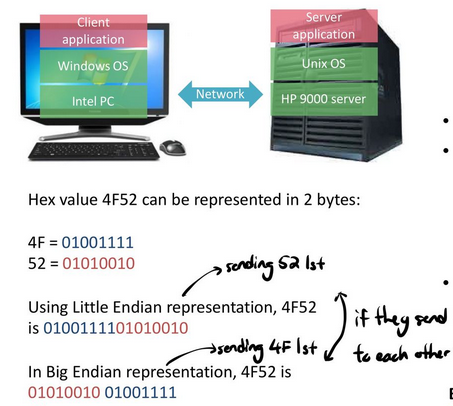 Client
application
Windows OS
Intel PC
Network
Server
application
Unix OS
HP 9000 server
Hex value 4F52 can be represented in 2 bytes:
4F = 01001111
52 = 01010010
sending 52 1st
Using Little Endian representation, 4F52
is 0100111101010010
sending 4F 1st
if they send
to each other
In Big Endian representation, 4F52 is
01010010 01001111